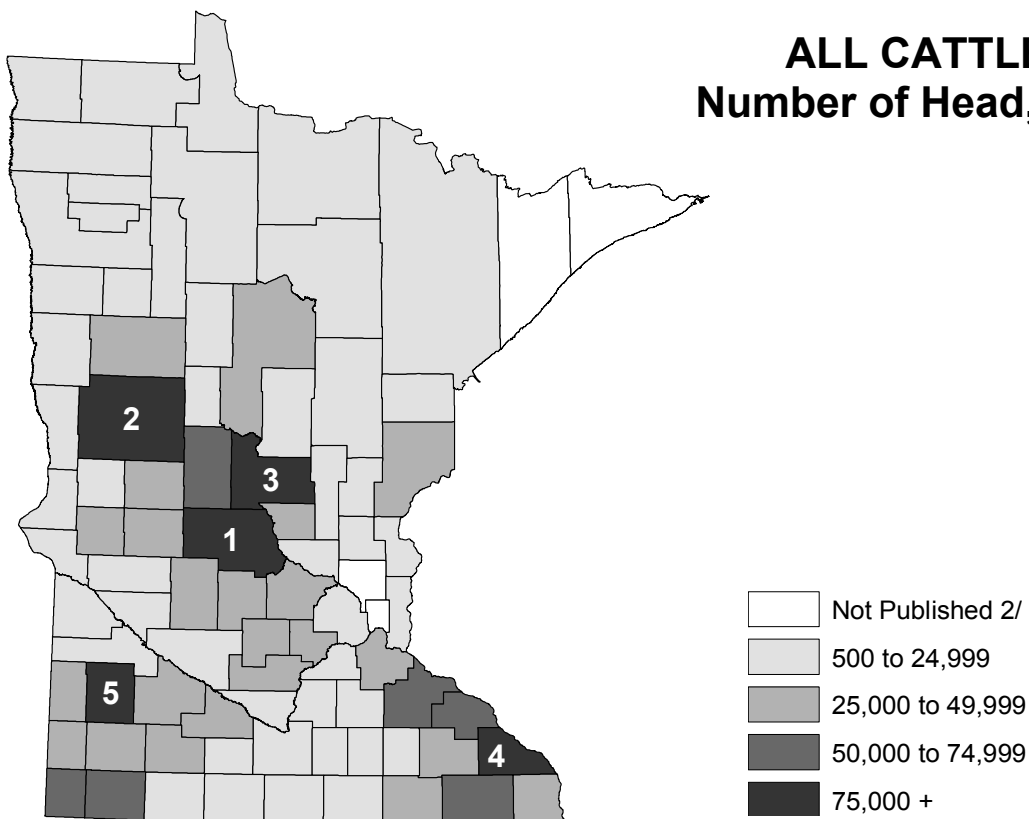 ALL CATTL
Number of Head,
2
3
1
5
4
Not Published 2/
500 to 24,999
25,000 to 49,999
50,000 to 74,999
75,000 +